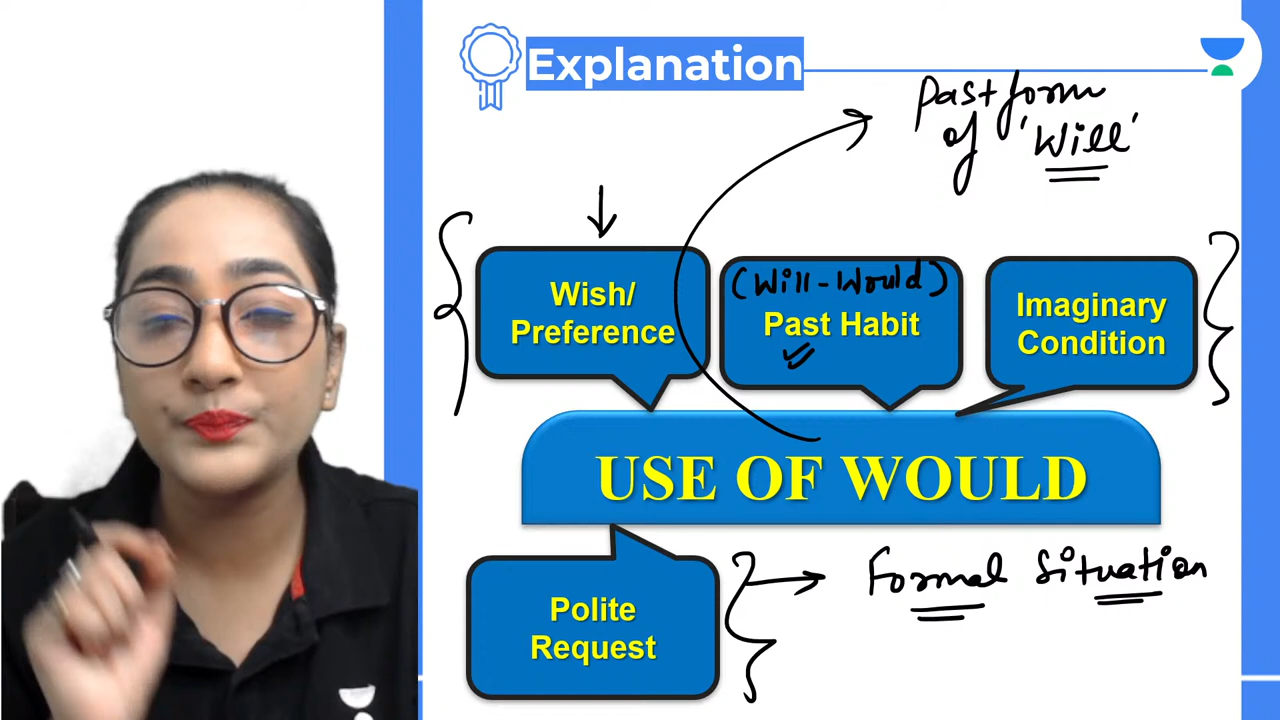 Explanation
Past form
of 'Will'
Wish/
Preference
(Will - Would)
Past Habit
Imaginary
Condition
USE OF WOULD
Polite
Request
Formal Situation